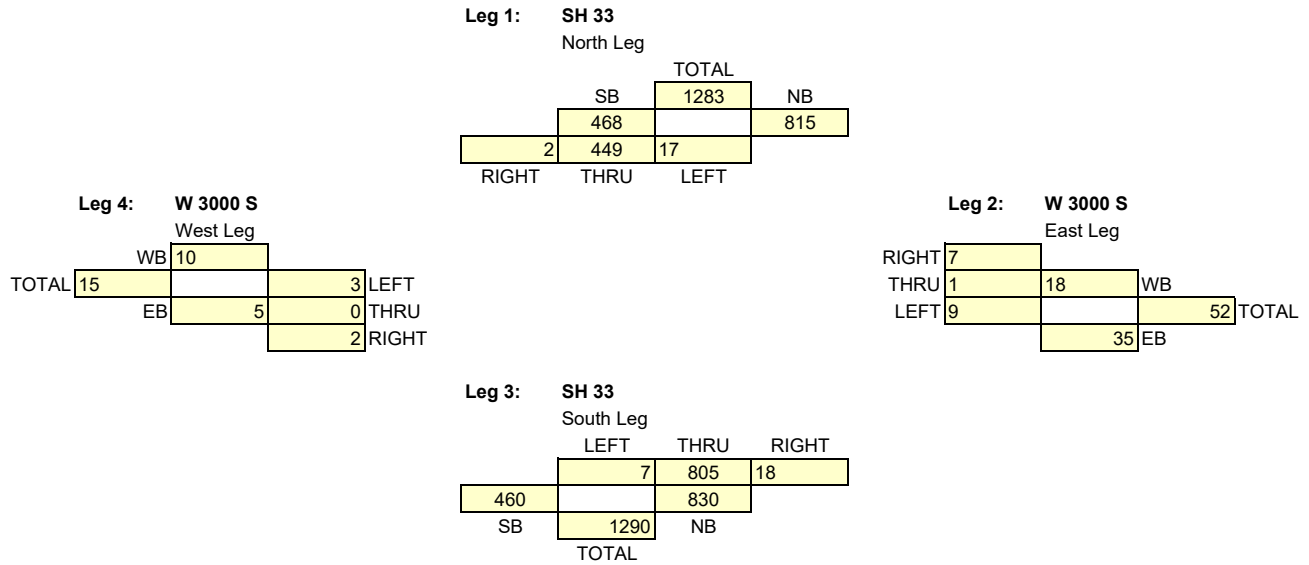 Leg 1: SH 33
North Leg
TOTAL
SB 1283 NB
468 815
2 449 17
RIGHT THRU LEFT
Leg 4: W 3000 S
West Leg
WB 10
TOTAL 15 3 LEFT
EB 5 0 THRU
2 RIGHT
Leg 2: W 3000 S
East Leg
RIGHT 7
THRU 1 18 WB
LEFT 9 52 TOTAL
35 EB
Leg 3: SH 33
South Leg
LEFT THRU RIGHT
7 805 18
460 830
SB 1290 NB
TOTAL